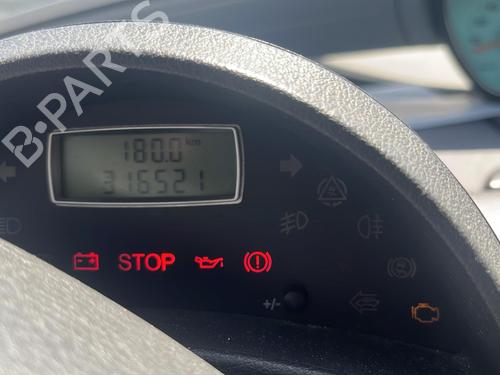 B-PARTS
180.0 km
316521
STOP
+/-